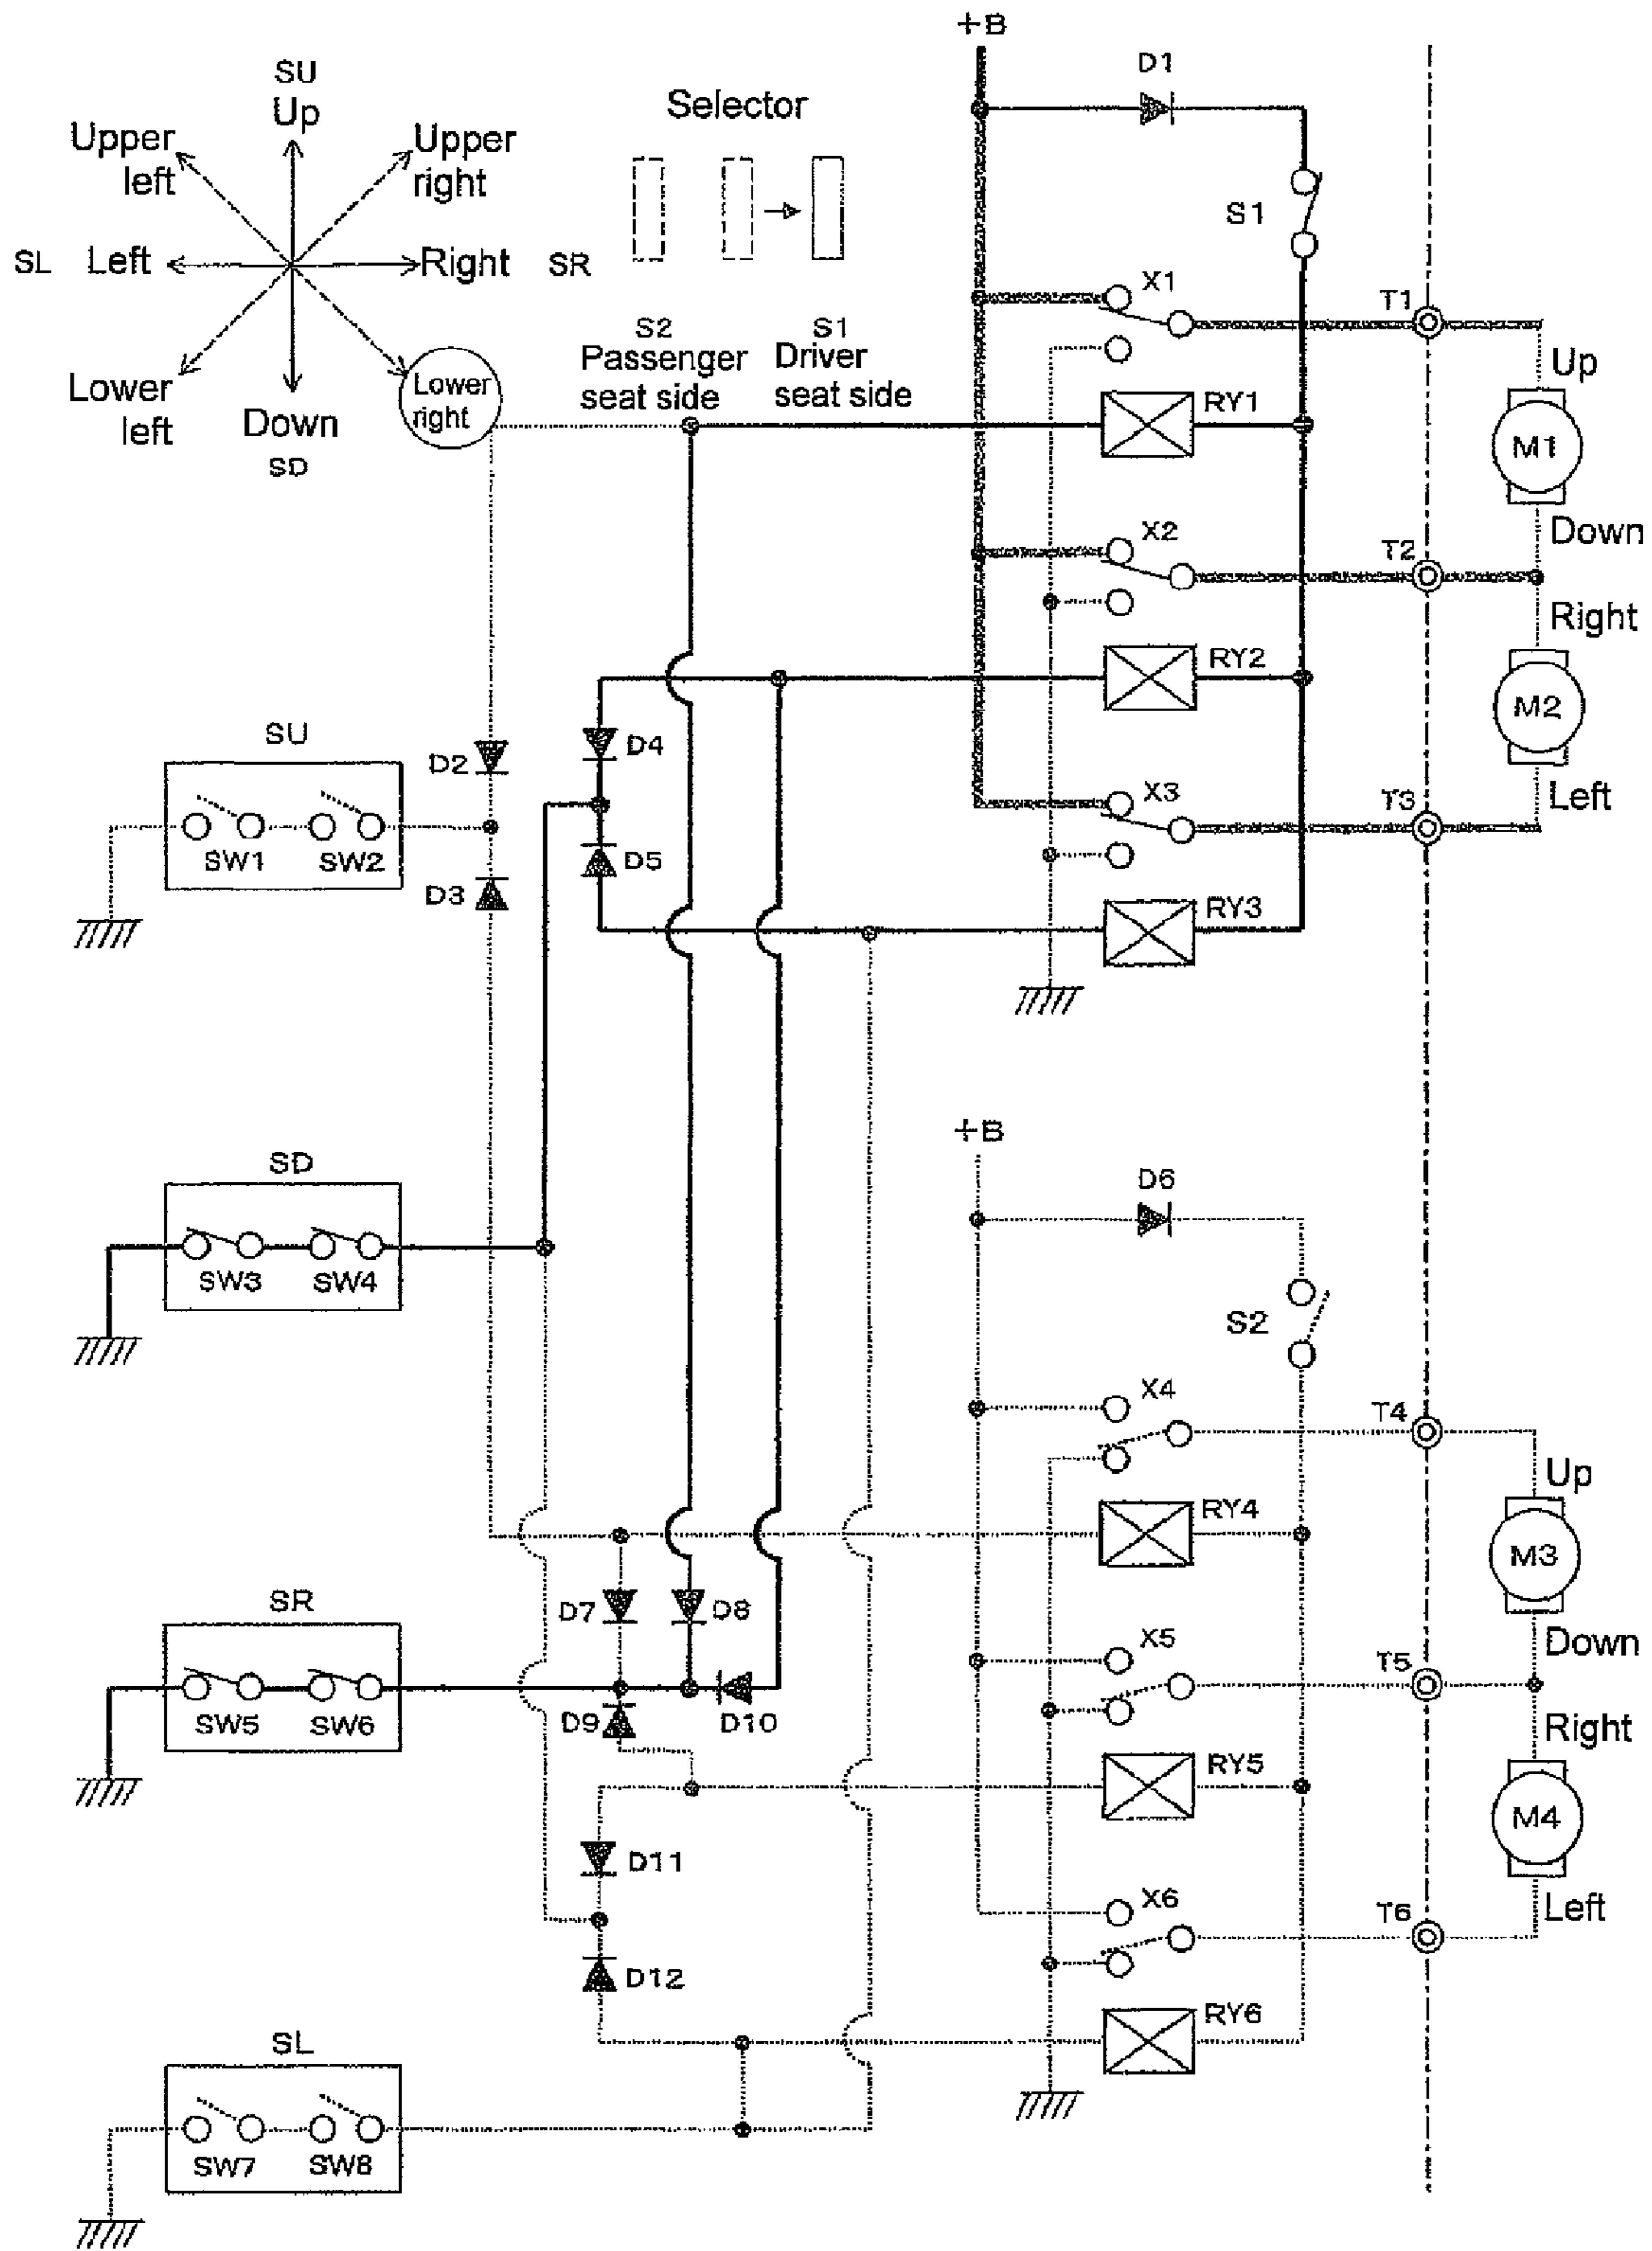 +B
D1
SU
Up
Upper left
Upper right
Selector
S1
SL Left
Right SR
X1
T1
S2 Passenger seat side
S1 Driver seat side
Up
Lower left
Down
SD
Lower right
RY1
M1
Down
X2
T2
Right
RY2
M2
SU
D2
D4
X3
T3
Left
SW1 SW2
D5
D3
RY3
+B
SD
D6
SW3 SW4
S2
X4
T4
Up
RY4
M3
SR
D7
D8
X5
T5
Down
SW5 SW6
D9
D10
Right
RY5
M4
D11
X6
T6
Left
D12
RY6
SL
SW7 SW8